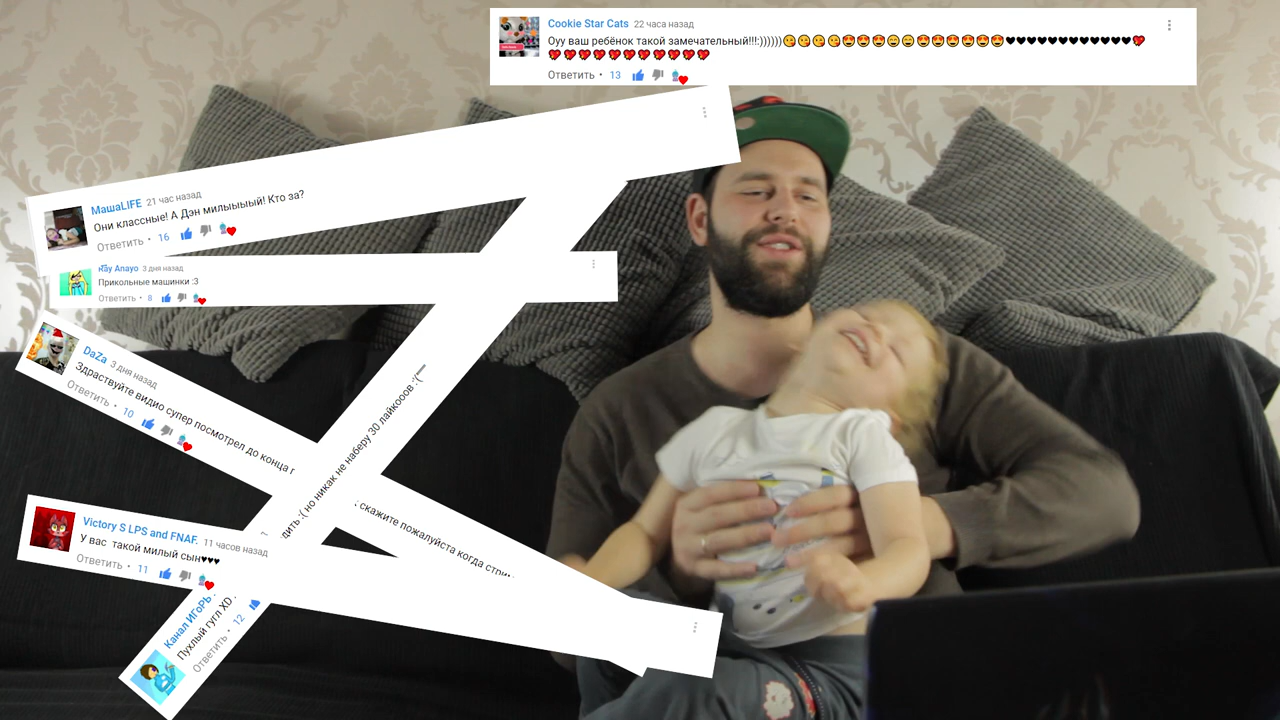 Cookie Star Cats 22 часа назад
Оуу ваш ребёнок такой замечательный!!!:))))))😋😋😋😋😍😍😍😄😄😍😍😍😍😍😍♥♥♥♥♥♥♥♥♥♥♥♥♥💖
💖💖💖💖💖💖💖💖💖💖💖
Ответить • 13
МашаLIFE 21 час назад
Они классные! А Дэн милыыыый! Кто за?
Ответить • 16
Ray Anayo 3 дня назад
Прикольные машинки :3
Ответить • 8
DaZa 3 дня назад
Здраствуйте видио супер посмотрел до конца
скажите пожалуйста когда
Ответить • 10
Victory S LPS and FNAF. 11 часов назад
У вас такой милый сын♥♥♥
Ответить • 11
Канал ИГоРЬ
Пухлый гугл XD
:( но никак не наберу 30 лайкооов :'(
Ответить • 12